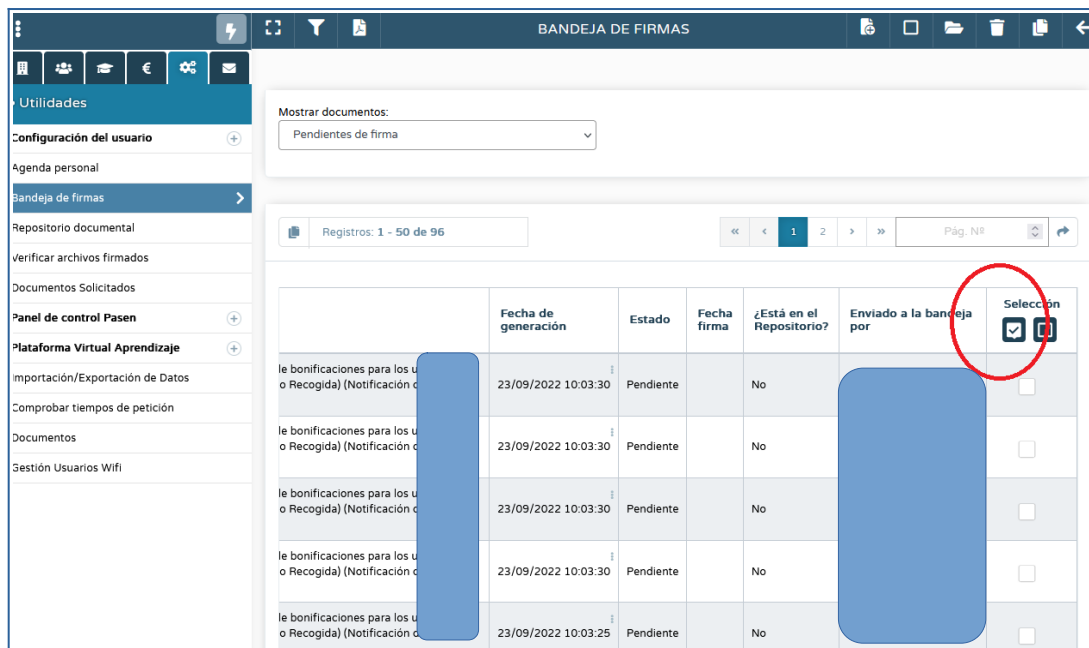 BANDEJA DE FIRMAS
€
Utilidades
Configuración del usuario
Agenda personal
Bandeja de firmas
Repositorio documental
Verificar archivos firmados
Documentos Solicitados
Panel de control Pasen
Plataforma Virtual Aprendizaje
Importación/Exportación de Datos
Comprobar tiempos de petición
Documentos
Gestión Usuarios Wifi
Mostrar documentos:
Pendientes de firma
Registros: 1 - 50 de 96
« ‹ 1 2 › » Pág. Nº
Fecha de generación Estado Fecha firma ¿Está en el Repositorio? Enviado a la bandeja por Selección
le bonificaciones para los u
o Recogida) (Notificación d 23/09/2022 10:03:30 Pendiente No
le bonificaciones para los u
o Recogida) (Notificación d 23/09/2022 10:03:30 Pendiente No
le bonificaciones para los u
o Recogida) (Notificación d 23/09/2022 10:03:30 Pendiente No
le bonificaciones para los u
o Recogida) (Notificación d 23/09/2022 10:03:30 Pendiente No
le bonificaciones para los u
o Recogida) (Notificación d 23/09/2022 10:03:25 Pendiente No